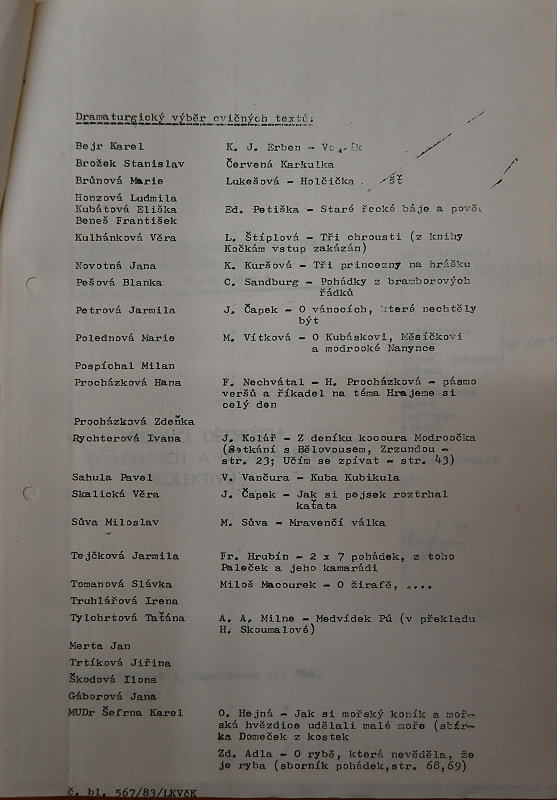 Dramaturgický výběr cvičných textů:
Bejr Karel K. J. Erben -
Brožek Stanislav Červená Karkulka
Brůnová Marie Lukešová - Holčička
Honzová Ludmila
Kubátová Eliška Ed. Petiška - Staré řecké báje a pově
Beneš František
Kulhánková Věra L. Štíplová - Tři chrousti (z knihy
Kočkám vstup zakázán)
Novotná Jana K. Kuršová - Tři princezny na hrášku
Pešová Blanka C. Sandburg - Pohádky z bramborových
řádků
Petrová Jarmila J. Čapek - O vánocích, které nechtěly
být
Polednová Marie M. Vítková - O Kubáskovi, Měsíčkovi
a modrooké Nanynce
Pospíchal Milan
Procházková Hana F. Nechvátal - H. Procházková - pásmo
veršů a říkadel na téma Hrajeme si
celý den
Procházková Zdeňka
Rychterová Ivana J. Kolář - Z deníku kocoura Modroočka
(Setkání s Bělovousem, Zrzundou -
str. 23; Učím se zpívat - str. 43)
Sahula Pavel V. Vančura - Kuba Kubikula
Skalická Věra J. Čapek - Jak si pejsek roztrhal
kaťata
Sůva Miloslav M. Sůva - Mravenčí válka
Tejčková Jarmila Fr. Hrubín - 2 x 7 pohádek, z toho
Paleček a jeho kamarádi
Tomanová Slávka Miloš Macourek - O žirafě, ....
Truhlářová Irena
Tylchrtová Taťána A. A. Milne - Medvídek Pú (v překladu
H. Skoumalové)
Merta Jan
Trtíková Jiřina
Škodová Ilona
Gáborová Jana
MUDr Šefrna Karel O. Hejná - Jak si mořský koník a moř-
ská hvězdice udělali malé moře (sbír-
ka Domeček z kostek
Zd. Adla - O rybě, která nevěděla, že
je ryba (sborník pohádek,str. 68,69)
č. bl. 567/83/LKVčK